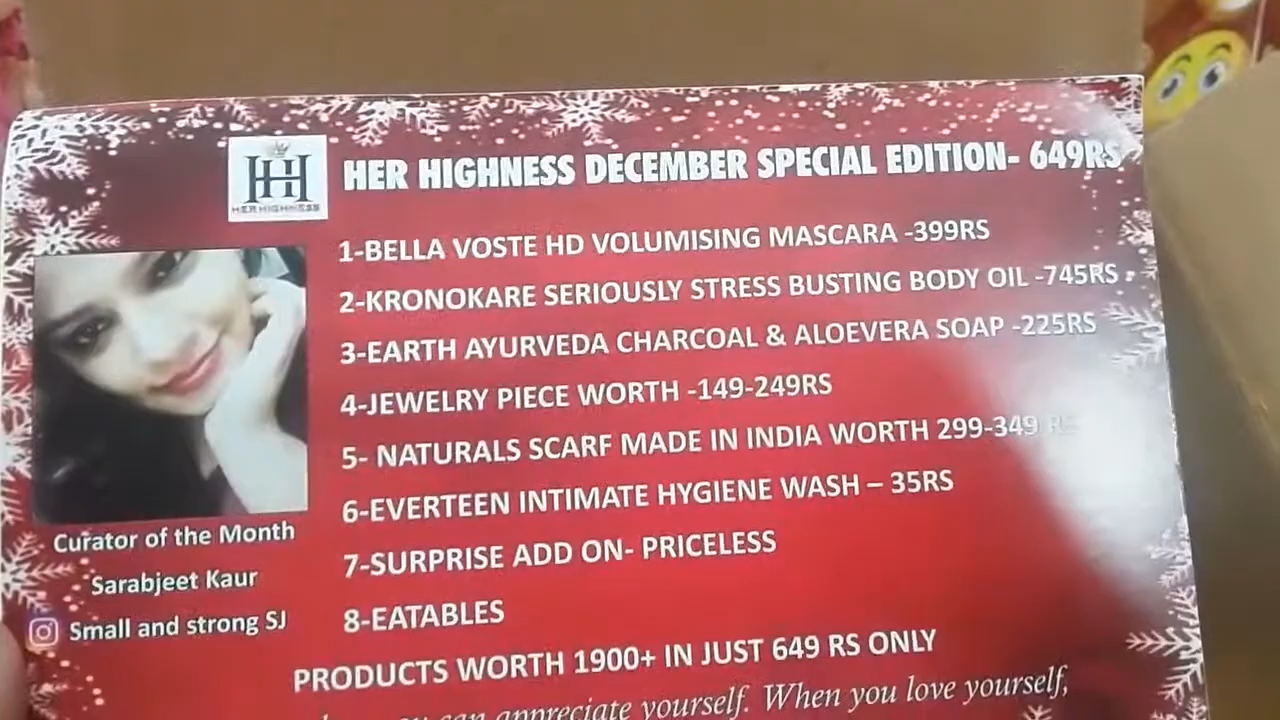 HH
HER HIGHNESS
HER HIGHNESS DECEMBER SPECIAL EDITION- 649RS
1-BELLA VOSTE HD VOLUMISING MASCARA -399RS
2-KRONOKARE SERIOUSLY STRESS BUSTING BODY OIL -745RS
3-EARTH AYURVEDA CHARCOAL & ALOEVERA SOAP -225RS
4-JEWELRY PIECE WORTH -149-249RS
5- NATURALS SCARF MADE IN INDIA WORTH 299-349 RS
6-EVERTEEN INTIMATE HYGIENE WASH – 35RS
7-SURPRISE ADD ON- PRICELESS
8-EATABLES
Curator of the Month
Sarabjeet Kaur
Small and strong SJ
PRODUCTS WORTH 1900+ IN JUST 649 RS ONLY
can appreciate yourself. When you love yourself,